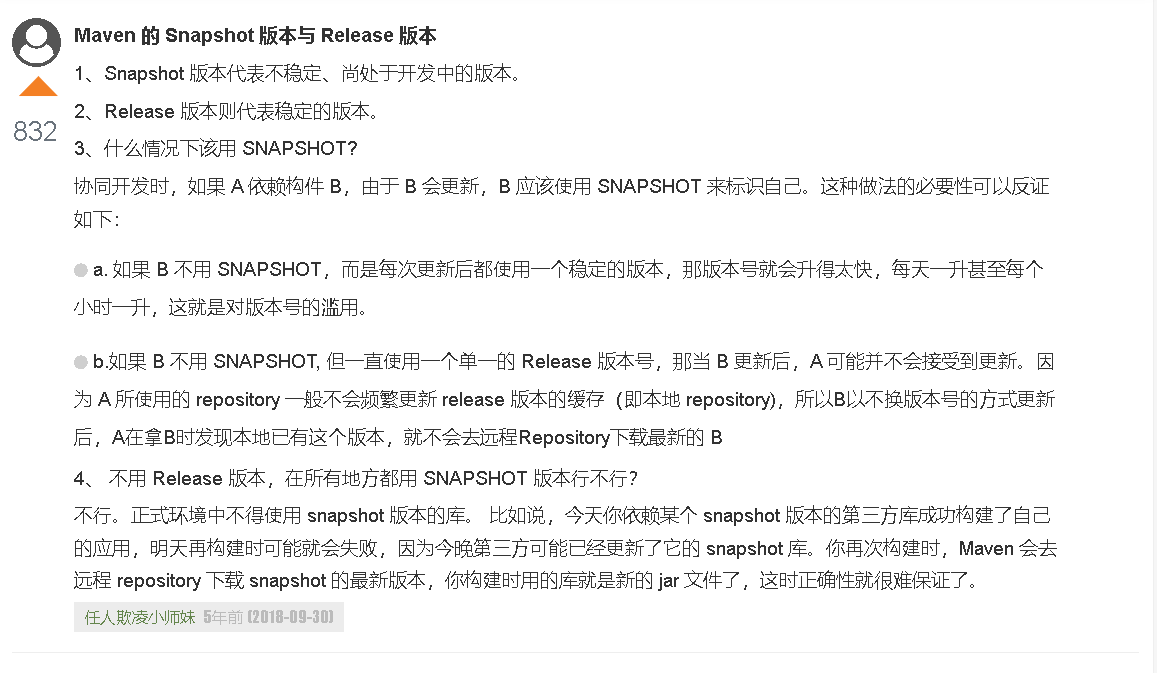 Maven 的 Snapshot 版本与 Release 版本
1、Snapshot 版本代表不稳定、尚处于开发中的版本。
2、Release 版本则代表稳定的版本。
832
3、什么情况下该用 SNAPSHOT?
协同开发时，如果 A 依赖构件 B，由于 B 会更新，B 应该使用 SNAPSHOT 来标识自己。这种做法的必要性可以反证
如下：
a. 如果 B 不用 SNAPSHOT，而是每次更新后都使用一个稳定的版本，那版本号就会升得太快，每天一升甚至每个
小时一升，这就是对版本号的滥用。
b.如果 B 不用 SNAPSHOT, 但一直使用一个单一的 Release 版本号，那当 B 更新后，A 可能并不会接受到更新。因
为 A 所使用的 repository 一般不会频繁更新 release 版本的缓存（即本地 repository)，所以B以不换版本号的方式更新
后，A在拿B时发现本地已有这个版本，就不会去远程Repository下载最新的 B
4、 不用 Release 版本，在所有地方都用 SNAPSHOT 版本行不行?
不行。正式环境中不得使用 snapshot 版本的库。 比如说，今天你依赖某个 snapshot 版本的第三方库成功构建了自己
的应用，明天再构建时可能就会失败，因为今晚第三方可能已经更新了它的 snapshot 库。你再次构建时，Maven 会去
远程 repository 下载 snapshot 的最新版本，你构建时用的库就是新的 jar 文件了，这时正确性就很难保证了。
任人欺凌小师妹 5年前 (2018-09-30)